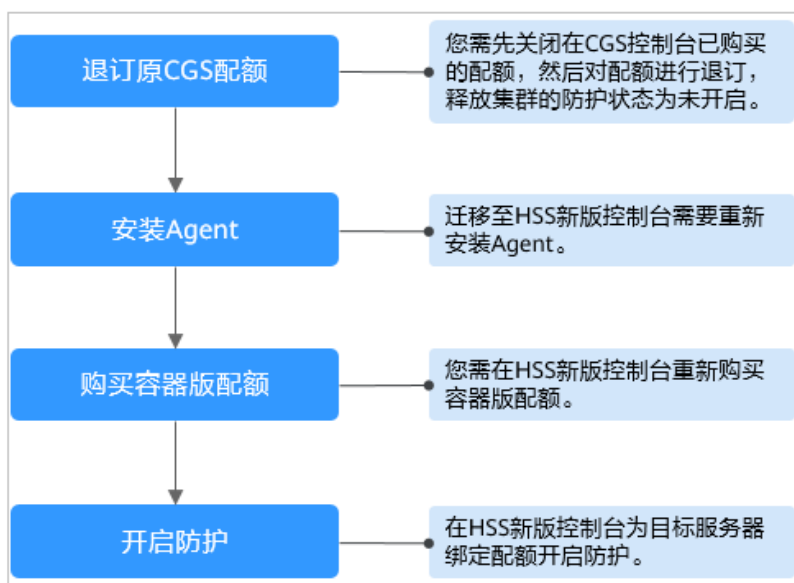 退订原CGS配额
您需先关闭在CGS控制台已购买
的配额，然后对配额进行退订，
释放集群的防护状态为未开启。
安装Agent
迁移至HSS新版控制台需要重新
安装Agent。
购买容器版配额
您需在HSS新版控制台重新购买
容器版配额。
开启防护
在HSS新版控制台为目标服务器
绑定配额开启防护。